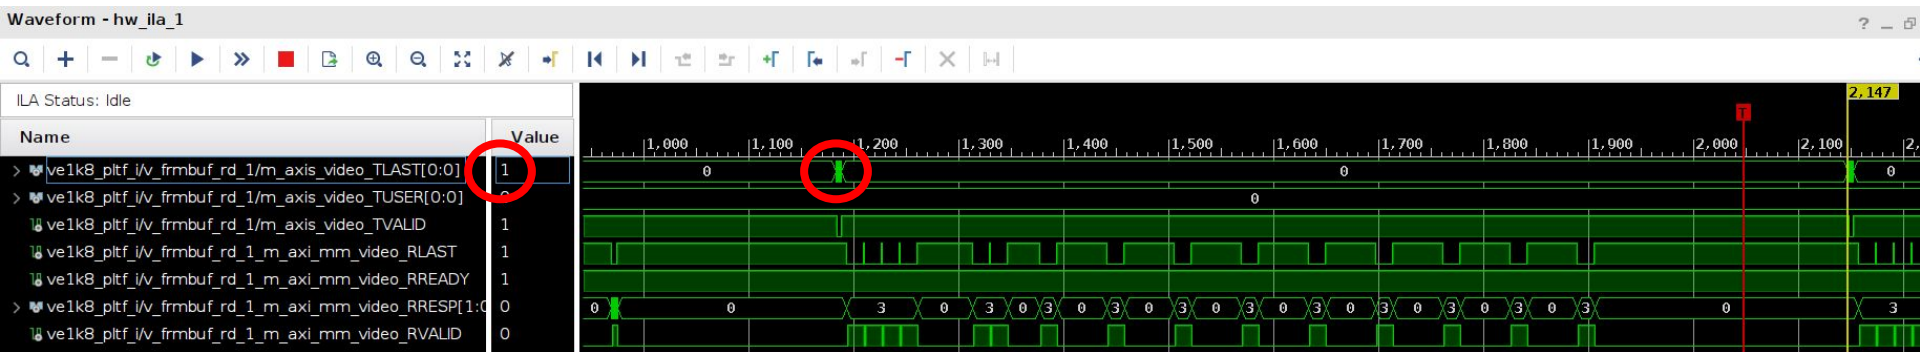 Waveform - hw_ila_1
? _
ILA Status: Idle
2,147
T
Name Value
1,000 1,100 1,200 1,300 1,400 1,500 1,600 1,700 1,800 1,900 2,000 2,100 2,
ve1k8_pltf_i/v_frmbuf_rd_1/m_axis_video_TLAST[0:0] 1 0 0 0
ve1k8_pltf_i/v_frmbuf_rd_1/m_axis_video_TUSER[0:0] 0
ve1k8_pltf_i/v_frmbuf_rd_1/m_axis_video_TVALID 1
ve1k8_pltf_i/v_frmbuf_rd_1_m_axi_mm_video_RLAST 1
ve1k8_pltf_i/v_frmbuf_rd_1_m_axi_mm_video_RREADY 1
ve1k8_pltf_i/v_frmbuf_rd_1_m_axi_mm_video_RRESP[1:0 0 0 0 3 0 3 0 3 0 3 0 3 0 3 0 3 0 3 0 3 0 3 0 3 0 3
ve1k8_pltf_i/v_frmbuf_rd_1_m_axi_mm_video_RVALID 0